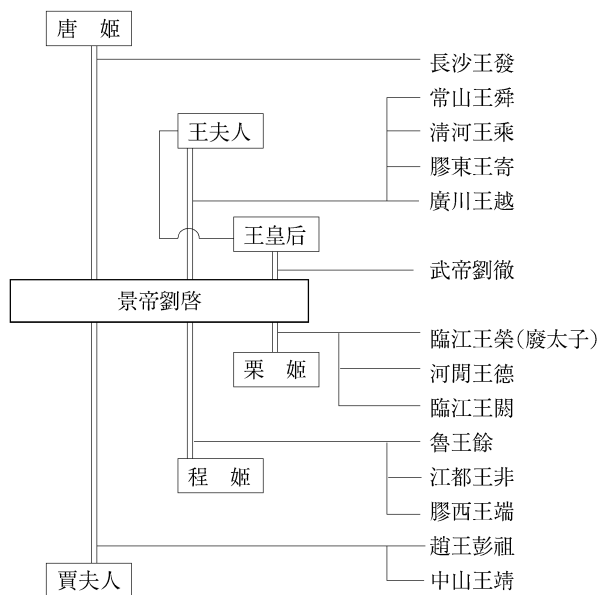 唐 姬
長沙王發
常山王舜
王夫人
淸河王乘
膠東王寄
廣川王越
王皇后
武帝劉徹
景帝劉啓
臨江王榮(廢太子)
栗 姬
河閒王德
臨江王閼
魯王餘
程 姬
江都王非
膠西王端
趙王彭祖
賈夫人
中山王靖